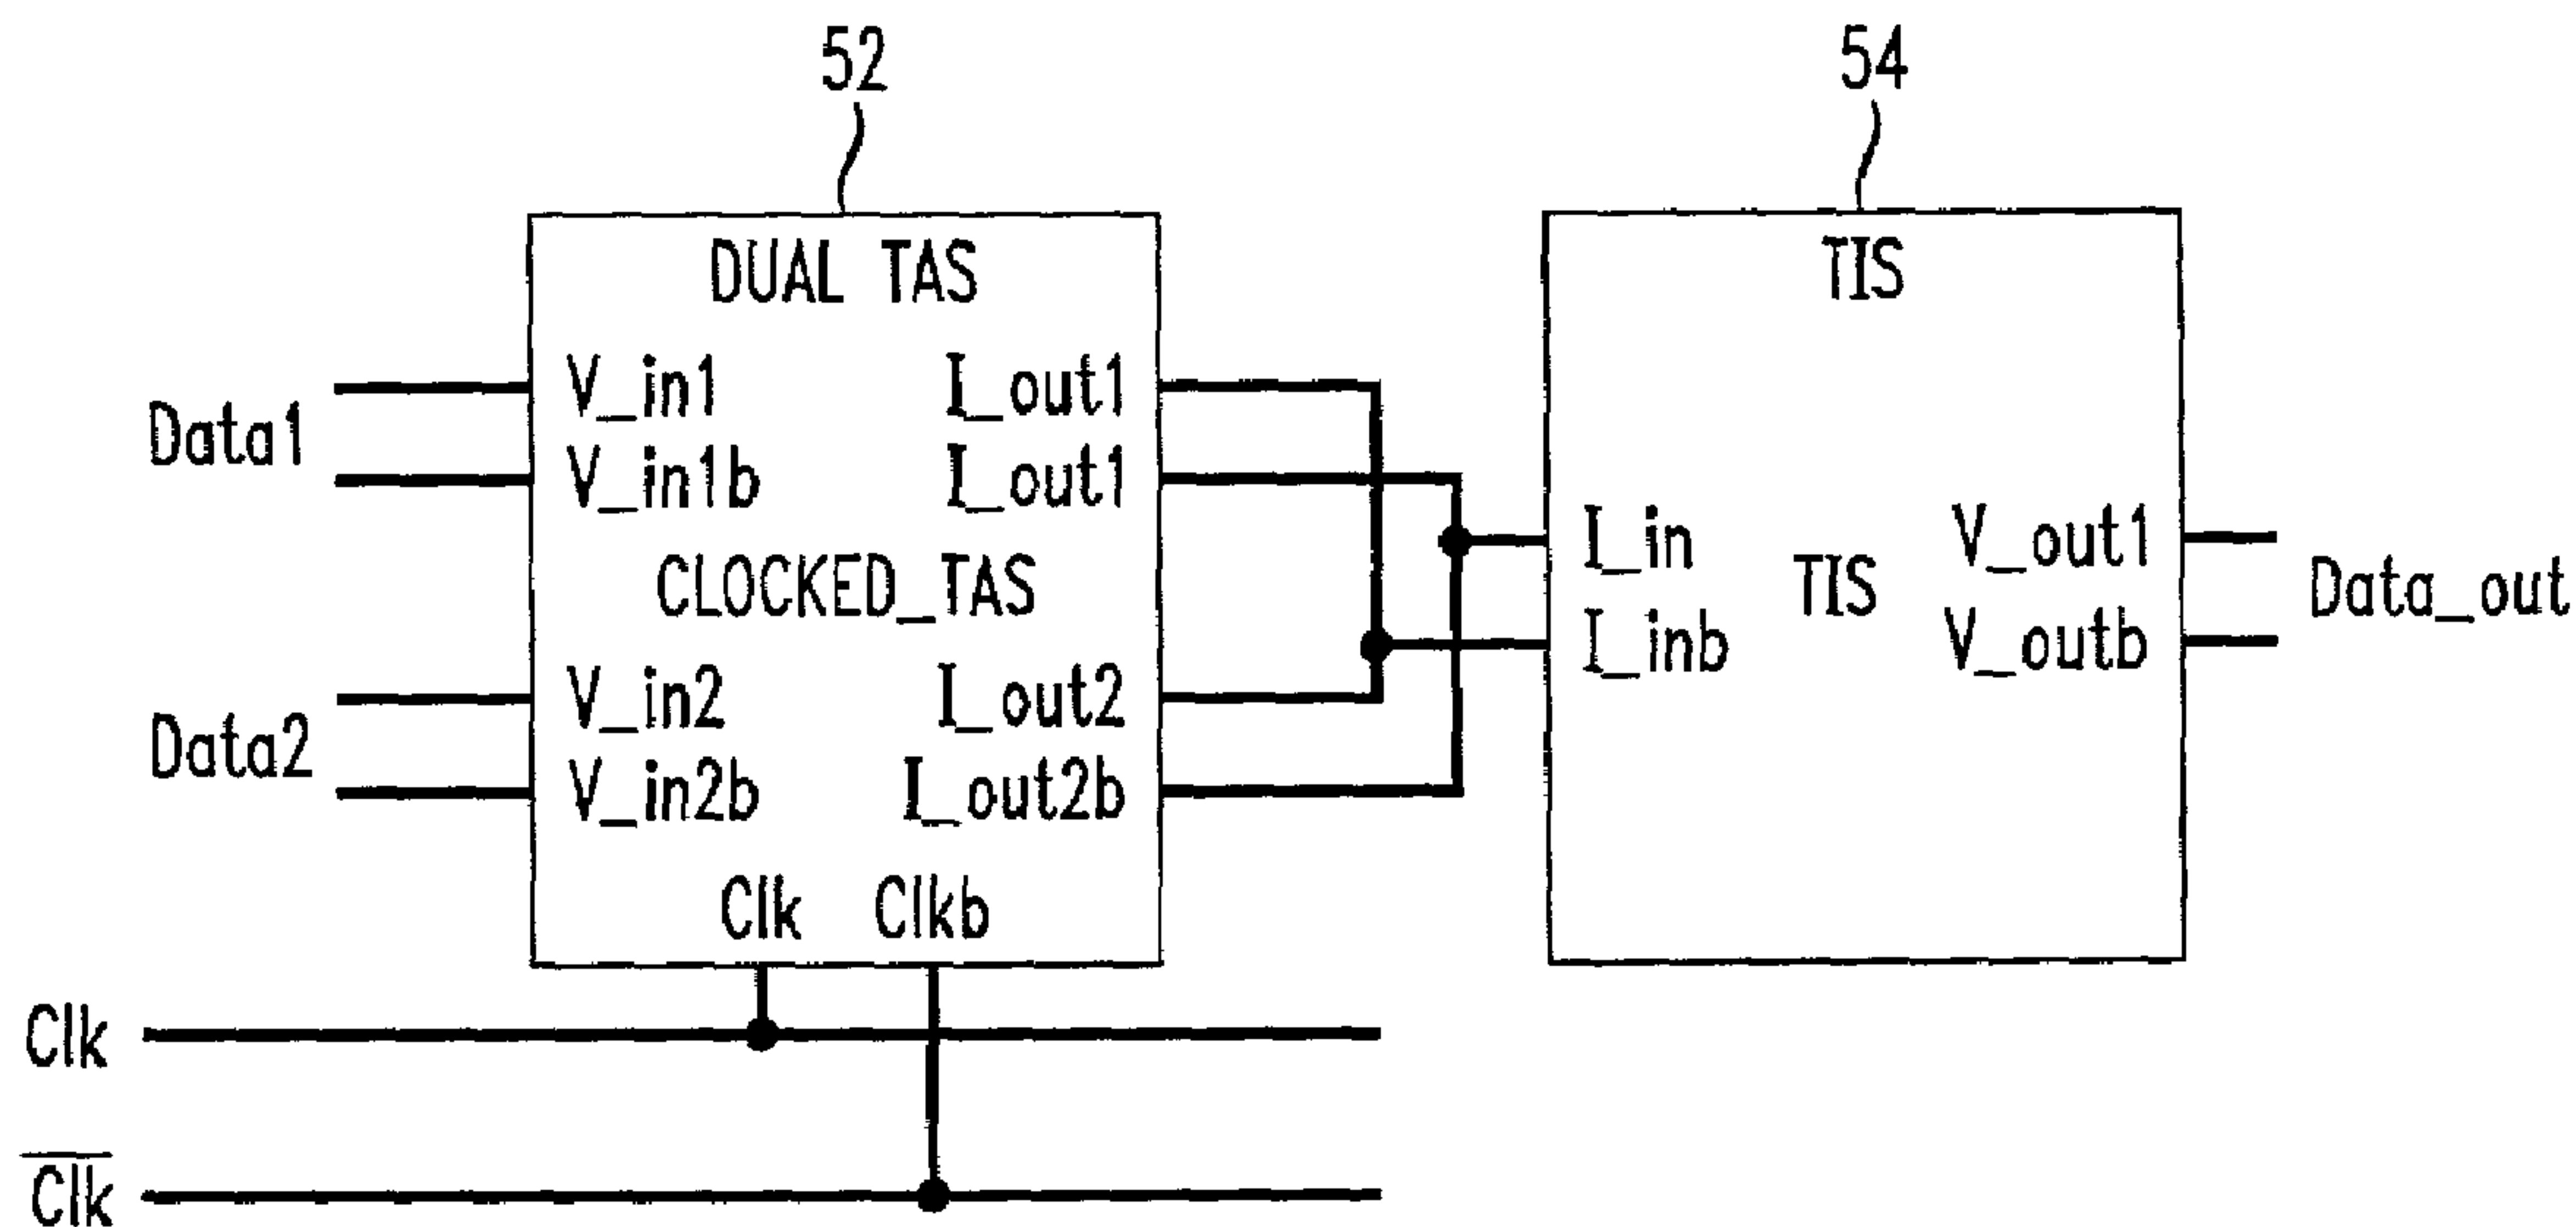 52
54
DUAL TAS
TIS
Data1
V_in1
I_out1
V_in1b
I_out1
CLOCKED_TAS
I_in
TIS
V_out1
I_inb
V_outb
Data_out
Data2
V_in2
I_out2
V_in2b
I_out2b
Clk
Clkb
Clk
C̅l̅k̅